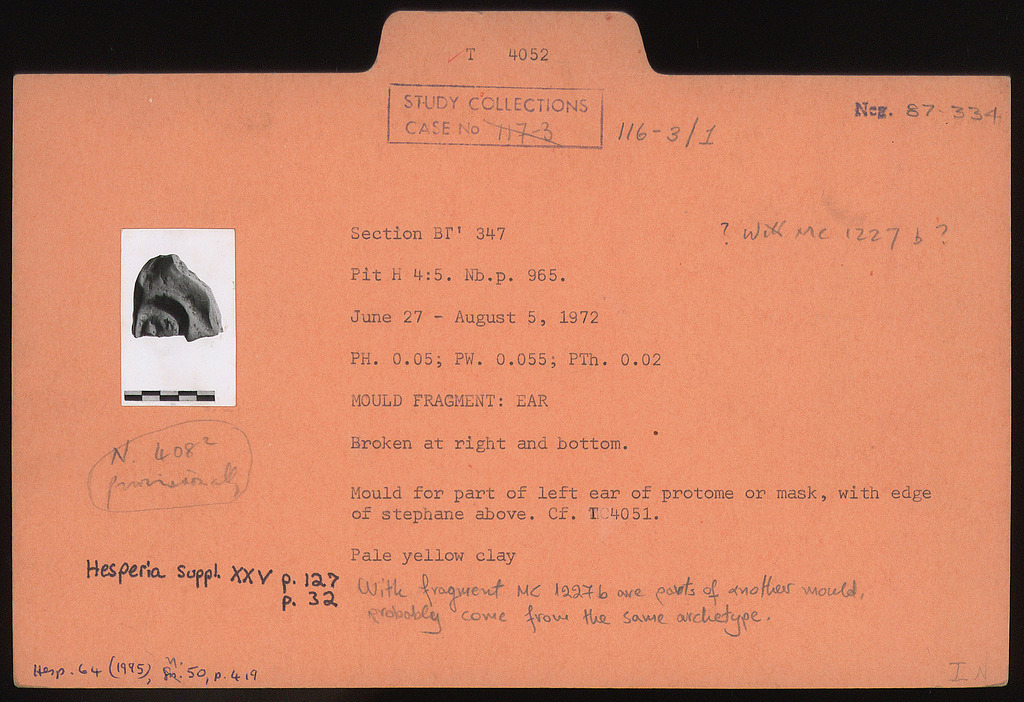 T 4052
STUDY COLLECTIONS
CASE No 117-3 116-3/1
Neg. 87-334
Section ΒΓ' 347
? With MC 1227 b ?
Pit H 4:5. Nb.p. 965.
June 27 - August 5, 1972
PH. 0.05; PW. 0.055; PTh. 0.02
MOULD FRAGMENT: EAR
Broken at right and bottom.
N. 408²
provisionally
Mould for part of left ear of protome or mask, with edge
of stephane above. Cf. T 4051.
Pale yellow clay
Hesperia Suppl. XXV p. 127
p. 32
With fragment MC 1227b are parts of another mould,
probably come from the same archetype.
Hesp. 64 (1995), n. 50, p. 419
I N